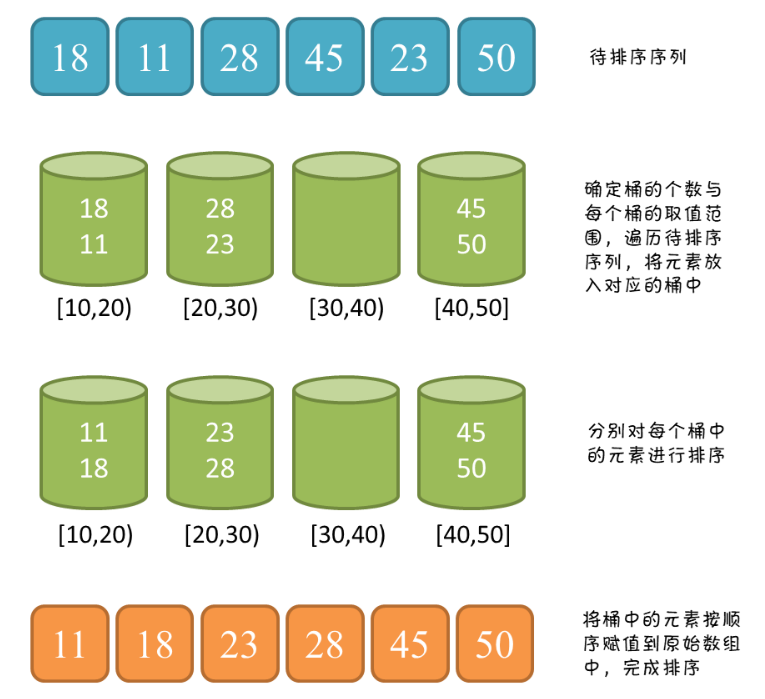 18 11 28 45 23 50
待排序序列
18 28 45
11 23 50
[10,20) [20,30) [30,40) [40,50]
确定桶的个数与
每个桶的取值范
围，遍历待排序
序列，将元素放
入对应的桶中
11 23 45
18 28 50
[10,20) [20,30) [30,40) [40,50]
分别对每个桶中
的元素进行排序
11 18 23 28 45 50
将桶中的元素按顺
序赋值到原始数组
中，完成排序